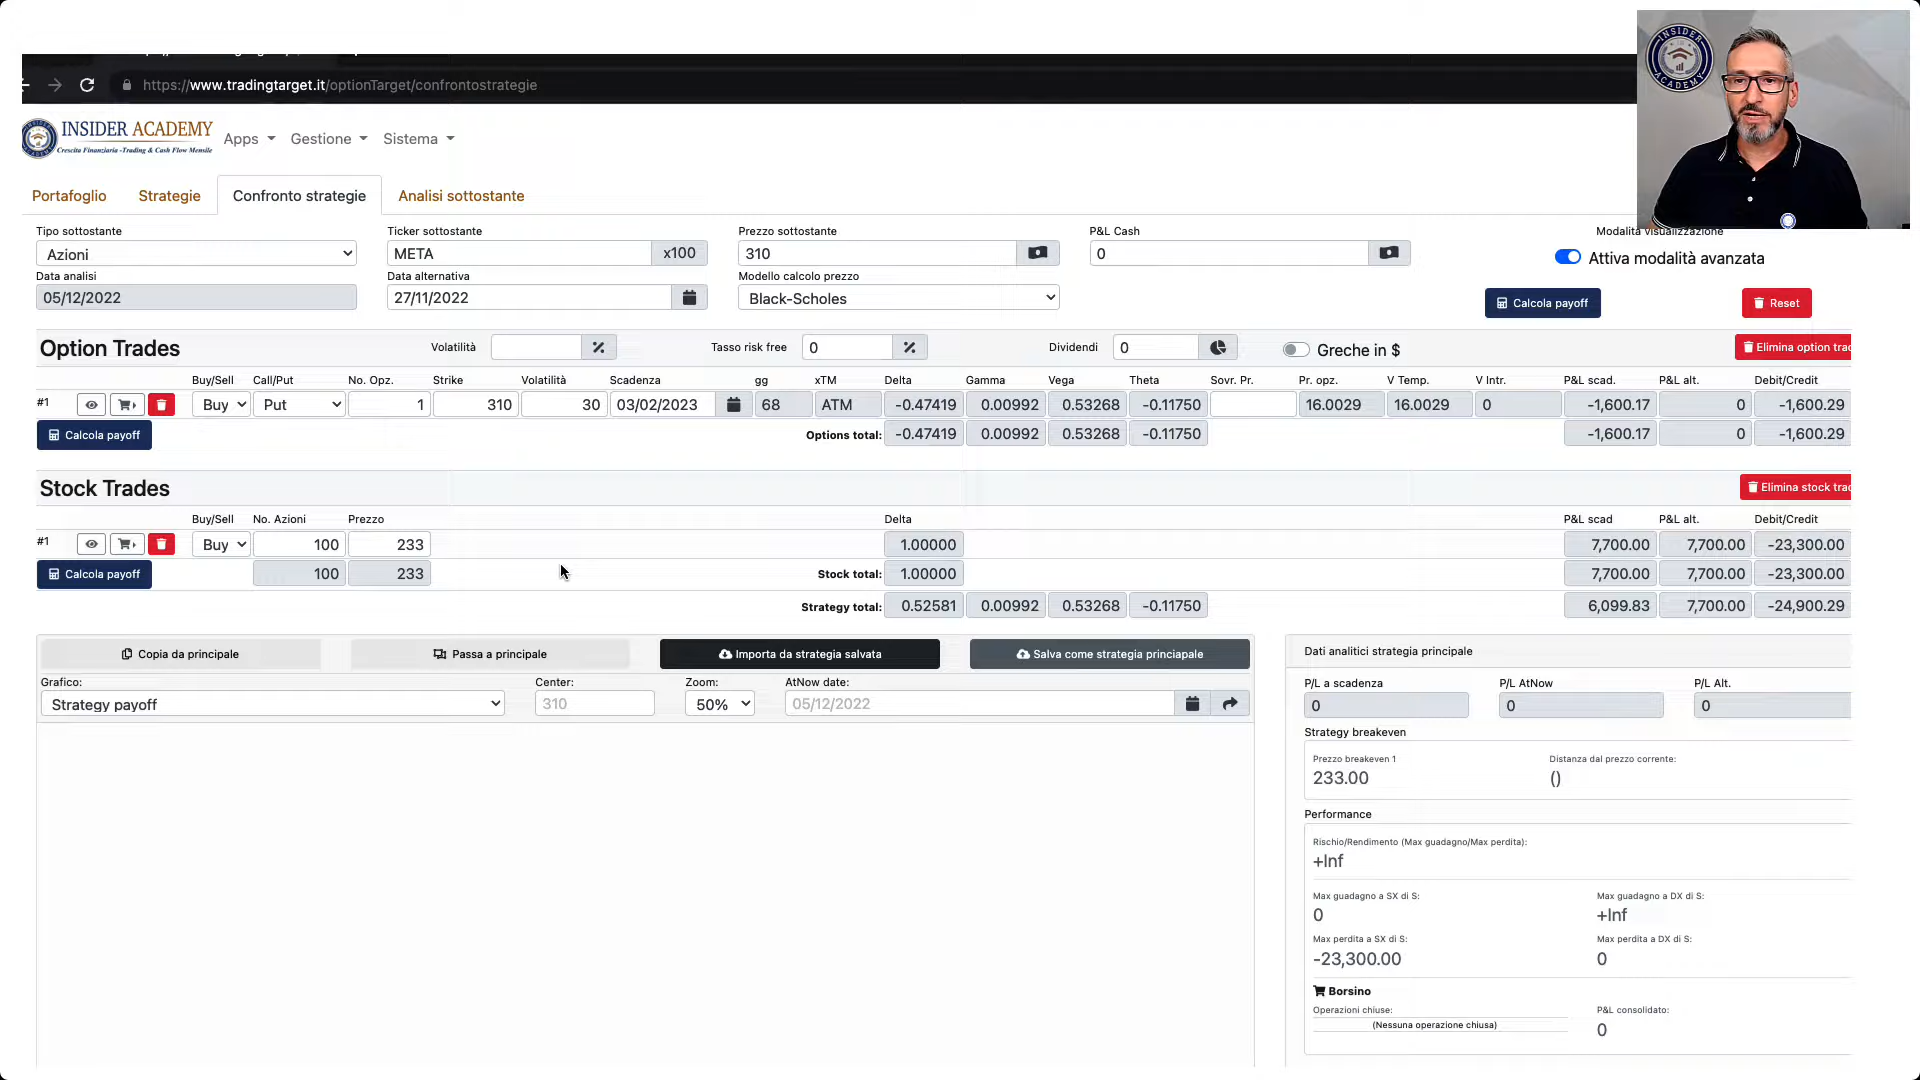 https://www.tradingtarget.it/optionTarget/confrontostrategie
INSIDER ACADEMY
Crescita Finanziaria -Trading & Cash Flow Mensile
Apps Gestione Sistema
INSIDER ACADEMY
Portafoglio Strategie Confronto strategie Analisi sottostante
Tipo sottostante Ticker sottostante Prezzo sottostante P&L Cash Modalità visualizzazione
Azioni META x100 310 0 Attiva modalità avanzata
Data analisi Data alternativa Modello calcolo prezzo
05/12/2022 27/11/2022 Black-Scholes Calcola payoff Reset
Option Trades Volatilità Tasso risk free 0 Dividendi 0 Greche in $ Elimina option trad
Buy/Sell Call/Put No. Opz. Strike Volatilità Scadenza gg xTM Delta Gamma Vega Theta Sovr. Pr. Pr. opz. V Temp. V Intr. P&L scad. P&L alt. Debit/Credit
#1 Buy Put 1 310 30 03/02/2023 68 ATM -0.47419 0.00992 0.53268 -0.11750 16.0029 16.0029 0 -1,600.17 0 -1,600.29
Calcola payoff Options total: -0.47419 0.00992 0.53268 -0.11750 -1,600.17 0 -1,600.29
Stock Trades Elimina stock trad
Buy/Sell No. Azioni Prezzo Delta P&L scad P&L alt. Debit/Credit
#1 Buy 100 233 1.00000 7,700.00 7,700.00 -23,300.00
Calcola payoff 100 233 Stock total: 1.00000 7,700.00 7,700.00 -23,300.00
Strategy total: 0.52581 0.00992 0.53268 -0.11750 6,099.83 7,700.00 -24,900.29
Copia da principale Passa a principale Importa da strategia salvata Salva come strategia princiapale
Grafico: Center: Zoom: AtNow date:
Strategy payoff 310 50% 05/12/2022
Dati analitici strategia principale
P/L a scadenza P/L AtNow P/L Alt.
0 0 0
Strategy breakeven
Prezzo breakeven 1 Distanza dal prezzo corrente:
233.00 ()
Performance
Rischio/Rendimento (Max guadagno/Max perdita):
+Inf
Max guadagno a SX di S: Max guadagno a DX di S:
0 +Inf
Max perdita a SX di S: Max perdita a DX di S:
-23,300.00 0
Borsino
Operazioni chiuse: P&L consolidato:
(Nessuna operazione chiusa) 0